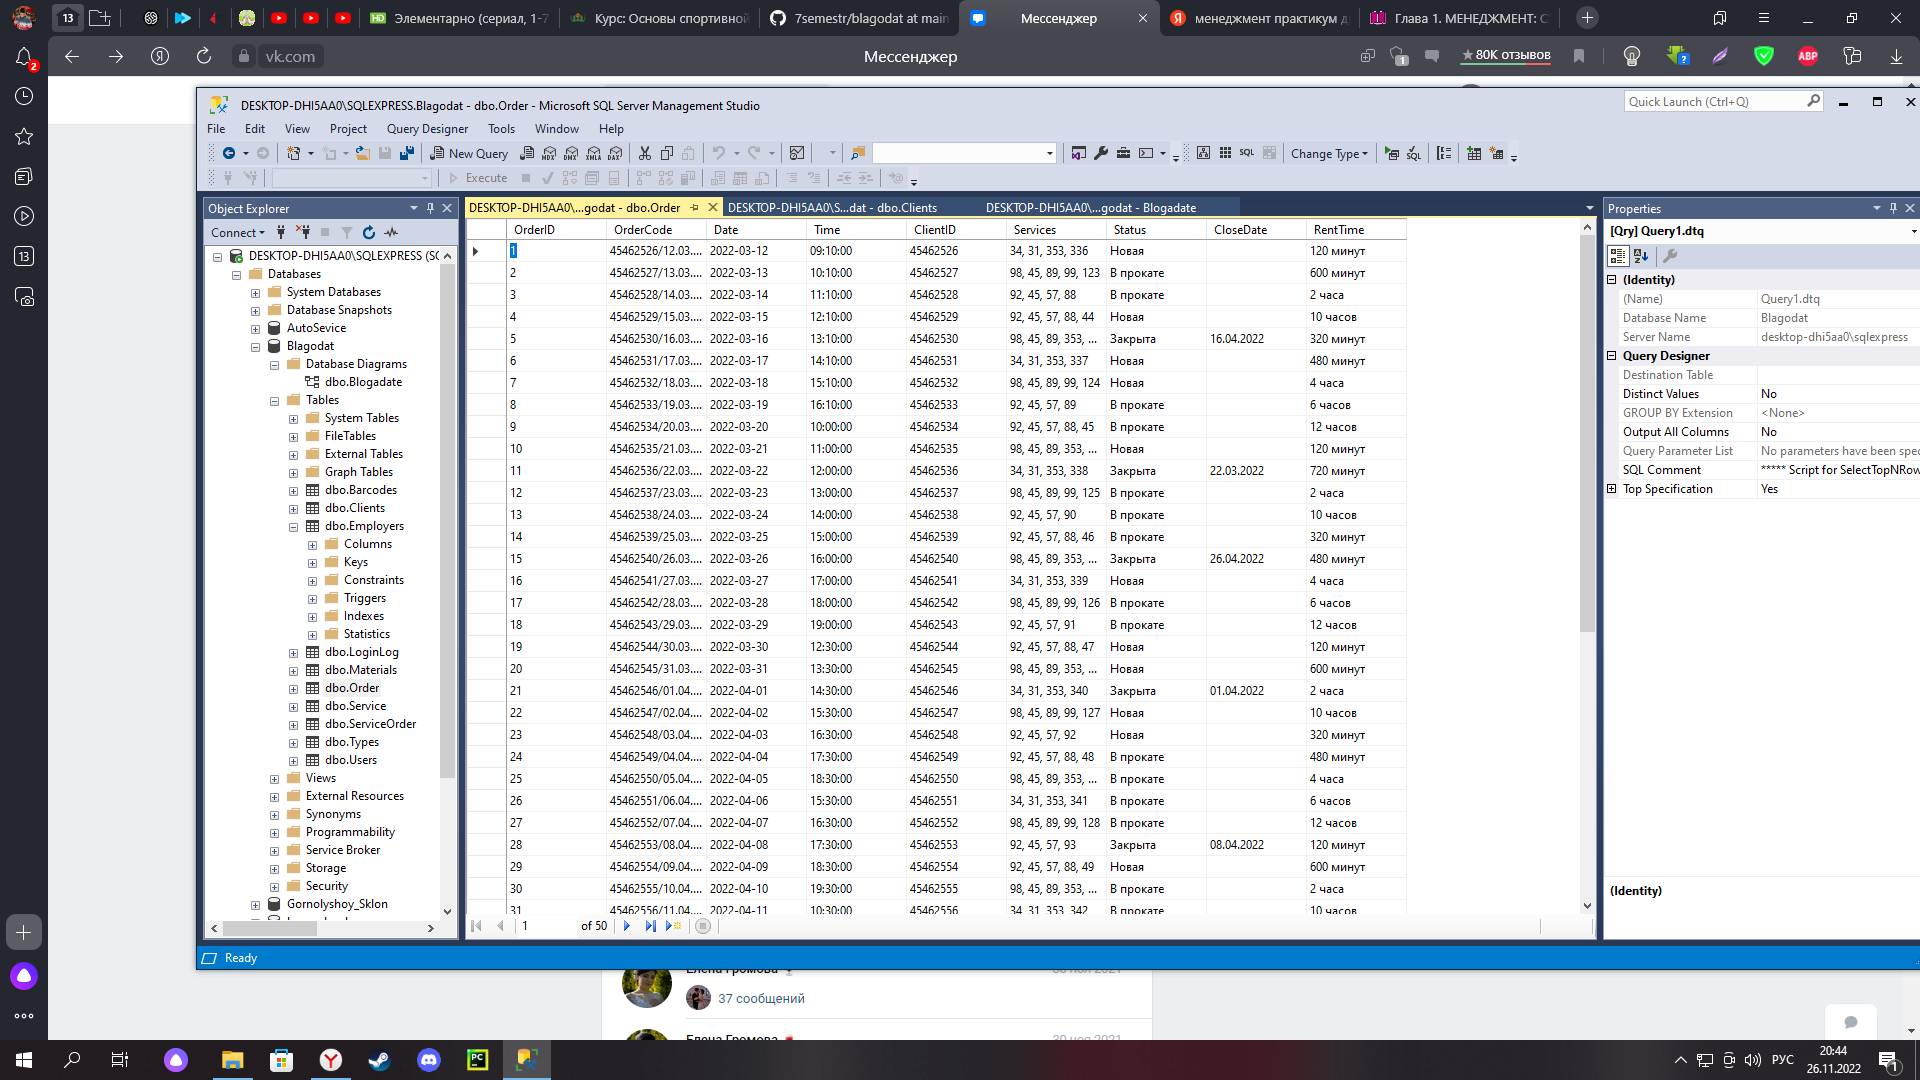 13
HD Элементарно (сериал, 1-7
Курс: Основы спортивной
7semestr/blagodat at main
Мессенджер
менеджмент практикум д
Глава 1. МЕНЕДЖМЕНТ: С
2
vk.com
Мессенджер
1
★ 80К отзывов
?
ABP
13
DESKTOP-DHI5AA0\SQLEXPRESS.Blagodat - dbo.Order - Microsoft SQL Server Management Studio
Quick Launch (Ctrl+Q)
File Edit View Project Query Designer Tools Window Help
New Query MDX DMX XMLA DAX SQL Change Type
Execute
Object Explorer
Connect
DESKTOP-DHI5AA0\SQLEXPRESS (SC
Databases
System Databases
Database Snapshots
AutoSevice
Blagodat
Database Diagrams
dbo.Blogadate
Tables
System Tables
FileTables
External Tables
Graph Tables
dbo.Barcodes
dbo.Clients
dbo.Employers
Columns
Keys
Constraints
Triggers
Indexes
Statistics
dbo.LoginLog
dbo.Materials
dbo.Order
dbo.Service
dbo.ServiceOrder
dbo.Types
dbo.Users
Views
External Resources
Synonyms
Programmability
Service Broker
Storage
Security
Gornolyshoy_Sklon
DESKTOP-DHI5AA0\...godat - dbo.Order DESKTOP-DHI5AA0\S...dat - dbo.Clients DESKTOP-DHI5AA0\...godat - Blogadate
OrderID OrderCode Date Time ClientID Services Status CloseDate RentTime
1 45462526/12.03.... 2022-03-12 09:10:00 45462526 34, 31, 353, 336 Новая 120 минут
2 45462527/13.03.... 2022-03-13 10:10:00 45462527 98, 45, 89, 99, 123 В прокате 600 минут
3 45462528/14.03.... 2022-03-14 11:10:00 45462528 92, 45, 57, 88 В прокате 2 часа
4 45462529/15.03.... 2022-03-15 12:10:00 45462529 92, 45, 57, 88, 44 Новая 10 часов
5 45462530/16.03.... 2022-03-16 13:10:00 45462530 98, 45, 89, 353, ... Закрыта 16.04.2022 320 минут
6 45462531/17.03.... 2022-03-17 14:10:00 45462531 34, 31, 353, 337 Новая 480 минут
7 45462532/18.03.... 2022-03-18 15:10:00 45462532 98, 45, 89, 99, 124 Новая 4 часа
8 45462533/19.03.... 2022-03-19 16:10:00 45462533 92, 45, 57, 89 В прокате 6 часов
9 45462534/20.03.... 2022-03-20 10:00:00 45462534 92, 45, 57, 88, 45 В прокате 12 часов
10 45462535/21.03.... 2022-03-21 11:00:00 45462535 98, 45, 89, 353, ... Новая 120 минут
11 45462536/22.03.... 2022-03-22 12:00:00 45462536 34, 31, 353, 338 Закрыта 22.03.2022 720 минут
12 45462537/23.03.... 2022-03-23 13:00:00 45462537 98, 45, 89, 99, 125 В прокате 2 часа
13 45462538/24.03.... 2022-03-24 14:00:00 45462538 92, 45, 57, 90 В прокате 10 часов
14 45462539/25.03.... 2022-03-25 15:00:00 45462539 92, 45, 57, 88, 46 В прокате 320 минут
15 45462540/26.03.... 2022-03-26 16:00:00 45462540 98, 45, 89, 353, ... Закрыта 26.04.2022 480 минут
16 45462541/27.03.... 2022-03-27 17:00:00 45462541 34, 31, 353, 339 Новая 4 часа
17 45462542/28.03.... 2022-03-28 18:00:00 45462542 98, 45, 89, 99, 126 В прокате 6 часов
18 45462543/29.03.... 2022-03-29 19:00:00 45462543 92, 45, 57, 91 В прокате 12 часов
19 45462544/30.03.... 2022-03-30 12:30:00 45462544 92, 45, 57, 88, 47 Новая 120 минут
20 45462545/31.03.... 2022-03-31 13:30:00 45462545 98, 45, 89, 353, ... Новая 600 минут
21 45462546/01.04.... 2022-04-01 14:30:00 45462546 34, 31, 353, 340 Закрыта 01.04.2022 2 часа
22 45462547/02.04.... 2022-04-02 15:30:00 45462547 98, 45, 89, 99, 127 Новая 10 часов
23 45462548/03.04.... 2022-04-03 16:30:00 45462548 92, 45, 57, 92 Новая 320 минут
24 45462549/04.04.... 2022-04-04 17:30:00 45462549 92, 45, 57, 88, 48 В прокате 480 минут
25 45462550/05.04.... 2022-04-05 18:30:00 45462550 98, 45, 89, 353, ... В прокате 4 часа
26 45462551/06.04.... 2022-04-06 15:30:00 45462551 34, 31, 353, 341 В прокате 6 часов
27 45462552/07.04.... 2022-04-07 16:30:00 45462552 98, 45, 89, 99, 128 В прокате 12 часов
28 45462553/08.04.... 2022-04-08 17:30:00 45462553 92, 45, 57, 93 Закрыта 08.04.2022 120 минут
29 45462554/09.04.... 2022-04-09 18:30:00 45462554 92, 45, 57, 88, 49 Новая 600 минут
30 45462555/10.04.... 2022-04-10 19:30:00 45462555 98, 45, 89, 353, ... В прокате 2 часа
31 45462556/11.04.... 2022-04-11 10:30:00 45462556 34, 31, 353, 342 В прокате 10 часов
1 of 50
Properties
[Qry] Query1.dtq
(Identity)
(Name) Query1.dtq
Database Name Blagodat
Server Name desktop-dhi5aa0\sqlexpress
Query Designer
Destination Table
Distinct Values No
GROUP BY Extension <None>
Output All Columns No
Query Parameter List No parameters have been spec
SQL Comment ***** Script for SelectTopNRow
Top Specification Yes
(Identity)
Ready
Елена Громова 30 ноя 2021
37 сообщений
Елена Громова 30 ноя 2021
PC
РУС
20:44
26.11.2022
1